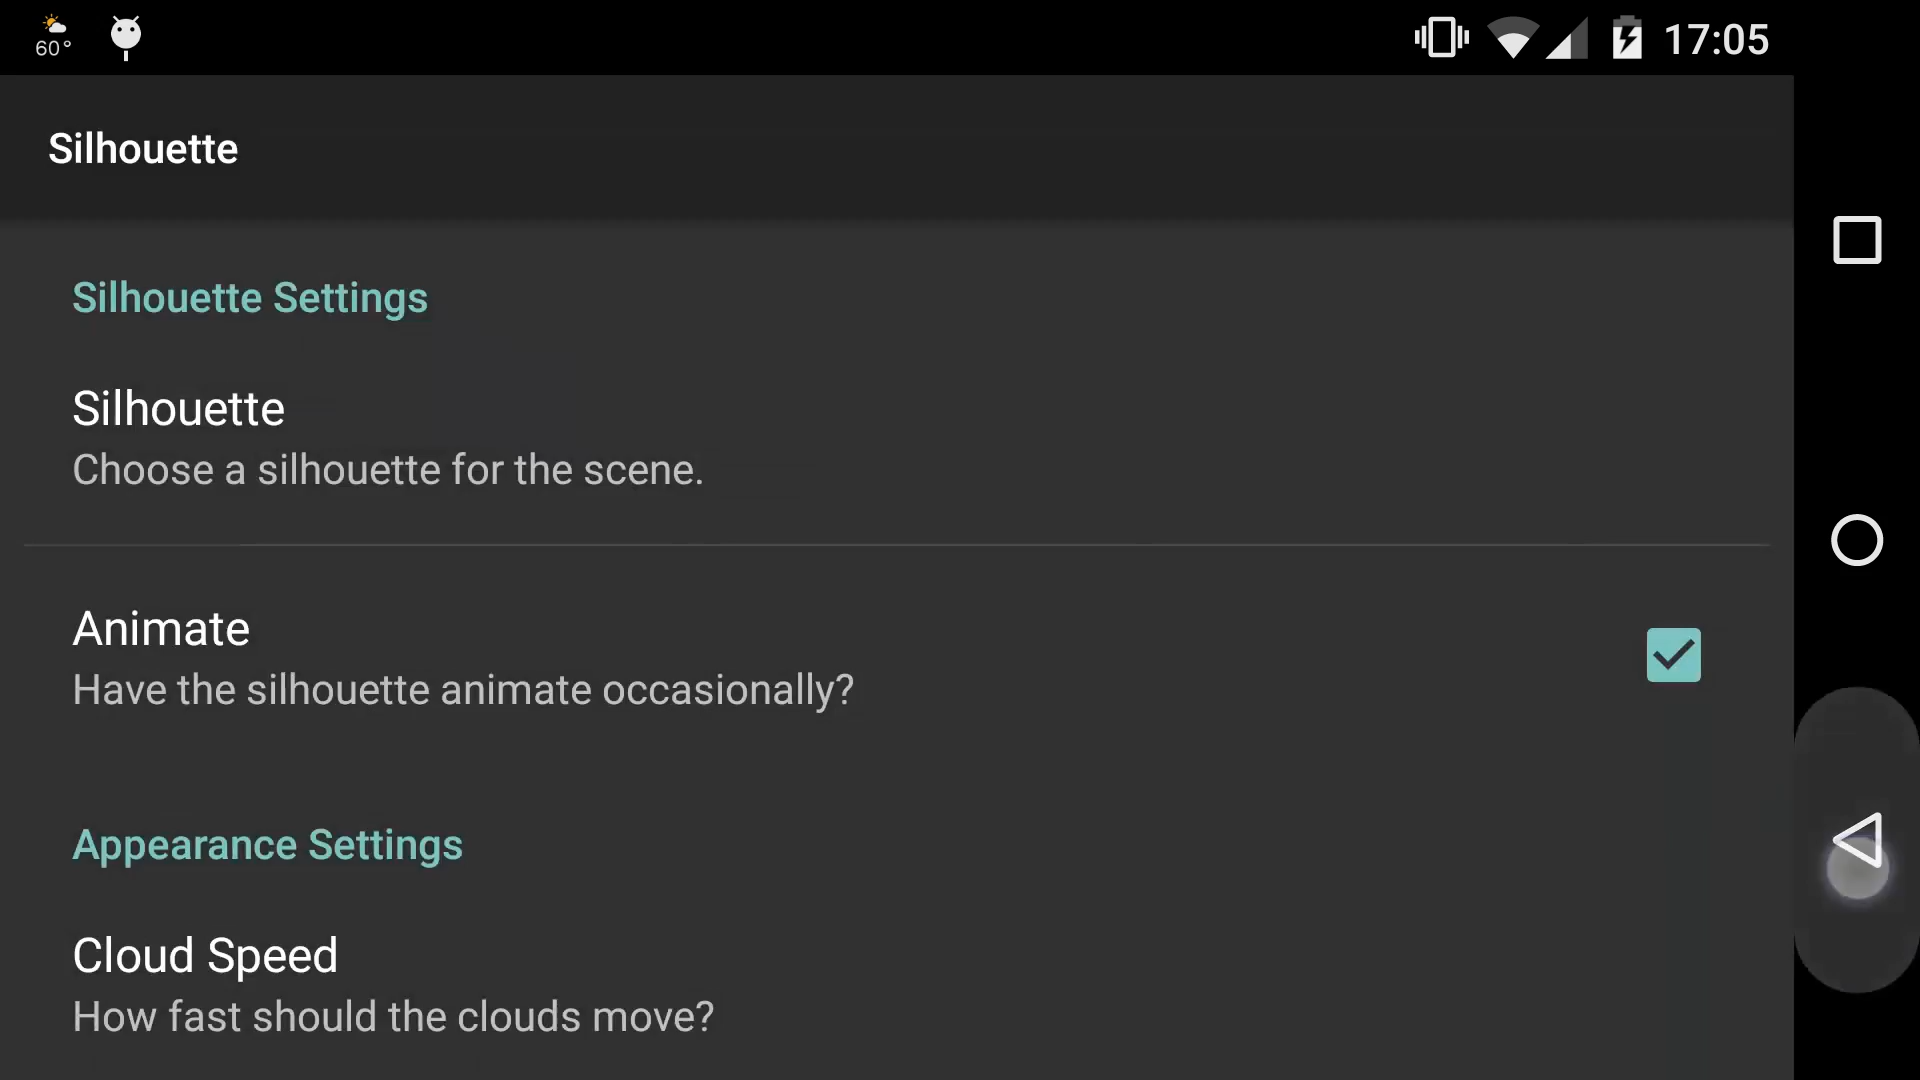 60°
17:05
Silhouette
Silhouette Settings
Silhouette
Choose a silhouette for the scene.
Animate
Have the silhouette animate occasionally?
Appearance Settings
Cloud Speed
How fast should the clouds move?